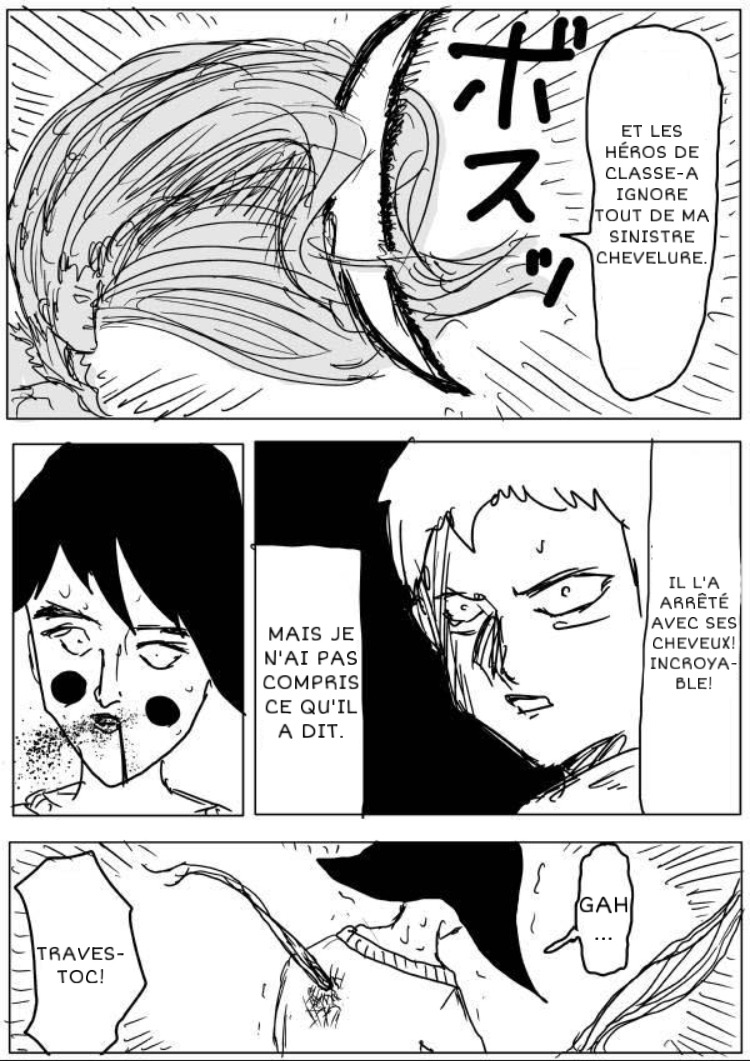 ET LES
HÉROS DE
CLASSE-A
IGNORE
TOUT DE MA
SINISTRE
CHEVELURE.
ボスッ
IL L'A
ARRÊTÉ
AVEC SES
CHEVEUX!
INCROYA-
BLE!
MAIS JE
N'AI PAS
COMPRIS
CE QU'IL
A DIT.
GAH
...
TRAVES-
TOC!